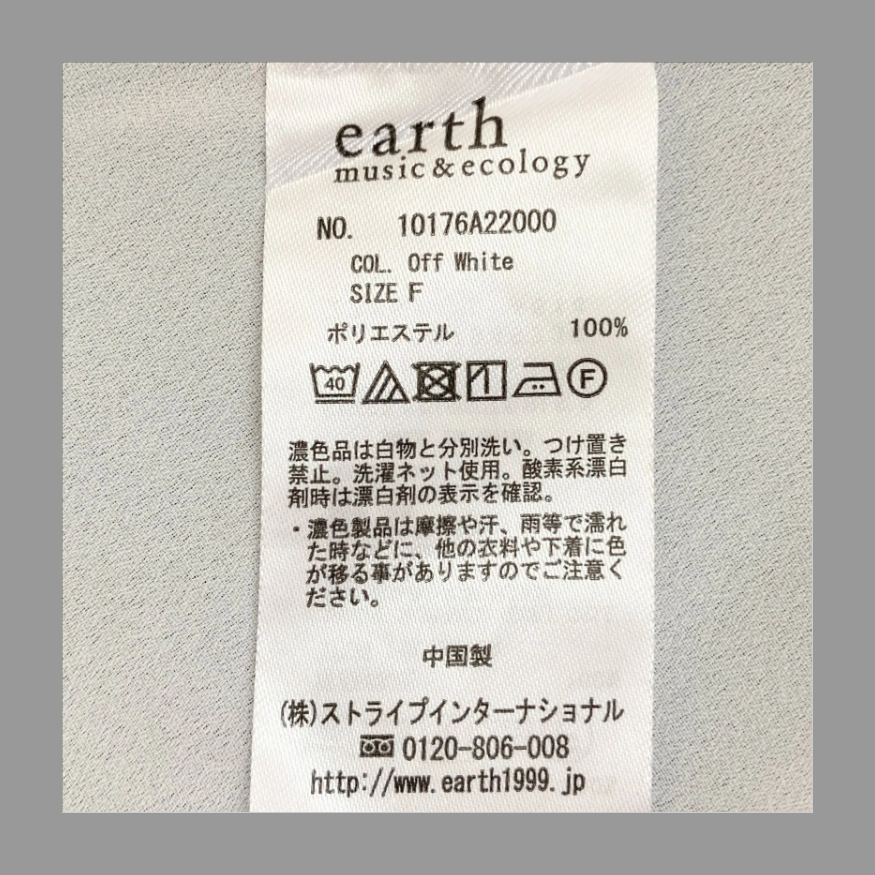 earth
music&ecology
NO. 10176A22000
COL. Off White
SIZE F
ポリエステル 100%
40 F
濃色品は白物と分別洗い。つけ置き
禁止。洗濯ネット使用。酸素系漂白
剤時は漂白剤の表示を確認。
・濃色製品は摩擦や汗、雨等で濡れ
た時などに、他の衣料や下着に色
が移る事がありますのでご注意く
ださい。
中国製
(株)ストライプインターナショナル
0120-806-008
http://www.earth1999.jp